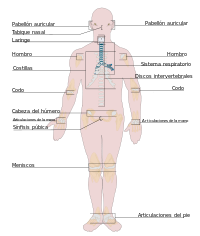 Pabellón auricular
Pabellón auricular
Tabique nasal
Laringe
Hombro
Hombro
Sistema respiratorio
Costillas
Discos intervertebrales
Codo
Codo
Cabeza del húmero
Articulaciones de la mano
Articulaciones de la mano
Sínfisis púbica
Meniscos
Articulaciones del pie